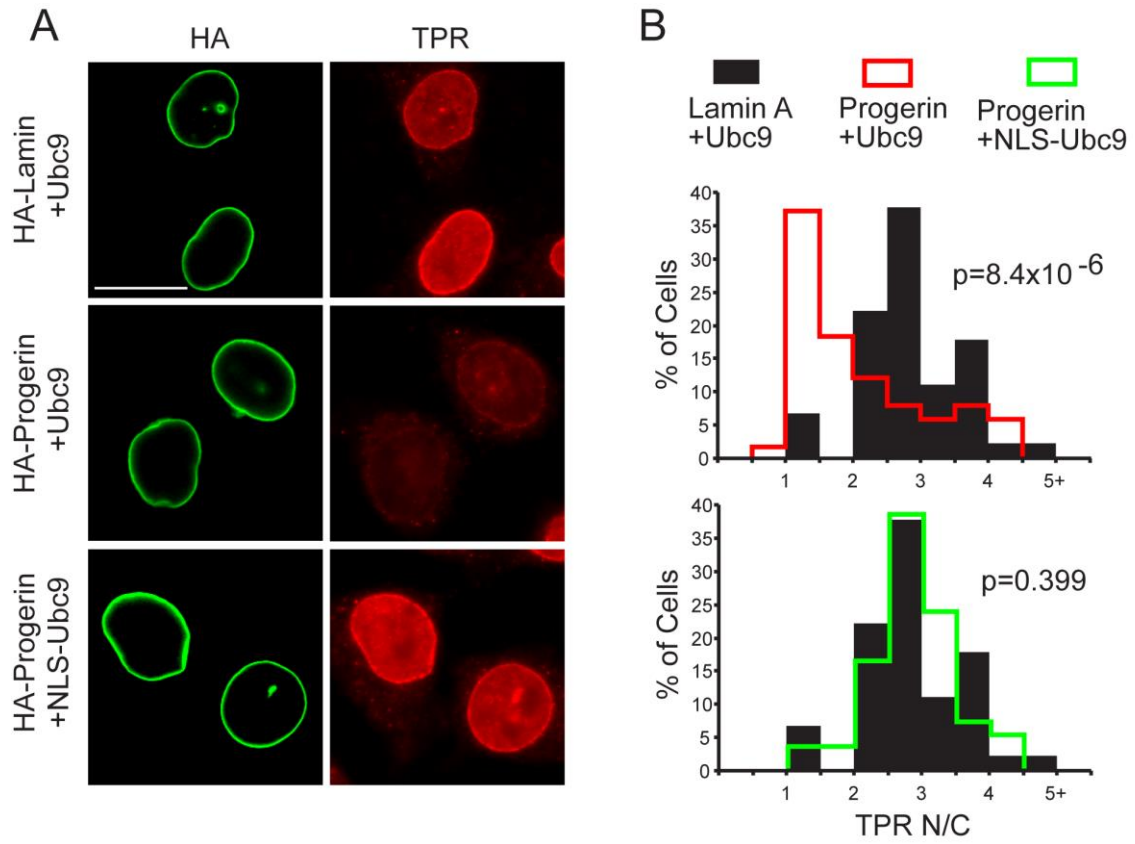 A
HA
TPR
HA-Lamin
+Ubc9
HA-Progerin
+Ubc9
HA-Progerin
+NLS-Ubc9
B
Lamin A
+Ubc9
Progerin
+Ubc9
Progerin
+NLS-Ubc9
40
35
30
25
20
15
10
5
0
% of Cells
p=8.4x10 -6
1 2 3 4 5+
40
35
30
25
20
15
10
5
0
% of Cells
p=0.399
1 2 3 4 5+
TPR N/C